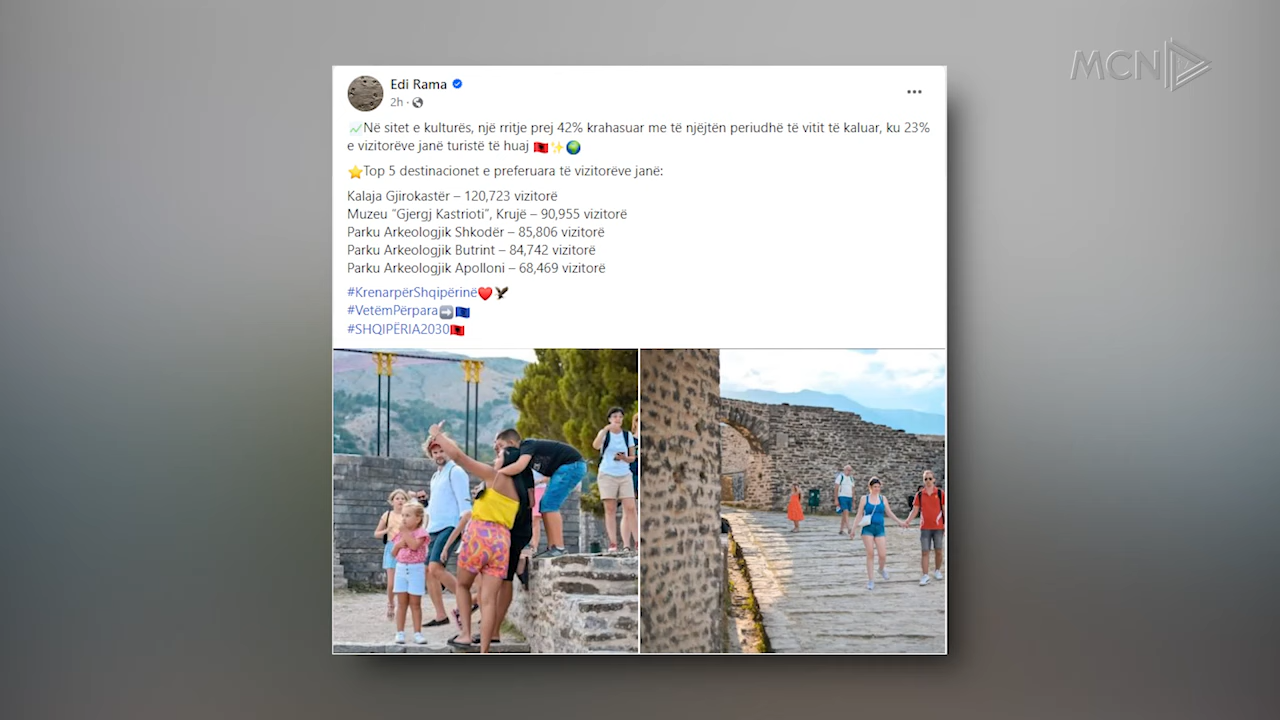 MCN
Edi Rama
2h ·
Në sitet e kulturës, një rritje prej 42% krahasuar me të njëjtën periudhë të vitit të kaluar, ku 23%
e vizitorëve janë turistë të huaj 🇦🇱✨🌍
⭐Top 5 destinacionet e preferuara të vizitorëve janë:
Kalaja Gjirokastër – 120,723 vizitorë
Muzeu “Gjergj Kastrioti”, Krujë – 90,955 vizitorë
Parku Arkeologjik Shkodër – 85,806 vizitorë
Parku Arkeologjik Butrint – 84,742 vizitorë
Parku Arkeologjik Apolloni – 68,469 vizitorë
#KrenarpërShqipërinë❤️🦅
#VetëmPërpara➡️🇪🇺
#SHQIPËRIA2030🇦🇱